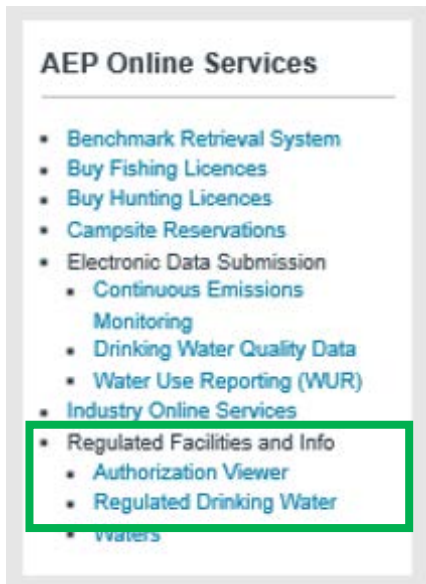 AEP Online Services
Benchmark Retrieval System
Buy Fishing Licences
Buy Hunting Licences
Campsite Reservations
Electronic Data Submission
Continuous Emissions
Monitoring
Drinking Water Quality Data
Water Use Reporting (WUR)
Industry Online Services
Regulated Facilities and Info
Authorization Viewer
Regulated Drinking Water
Waters